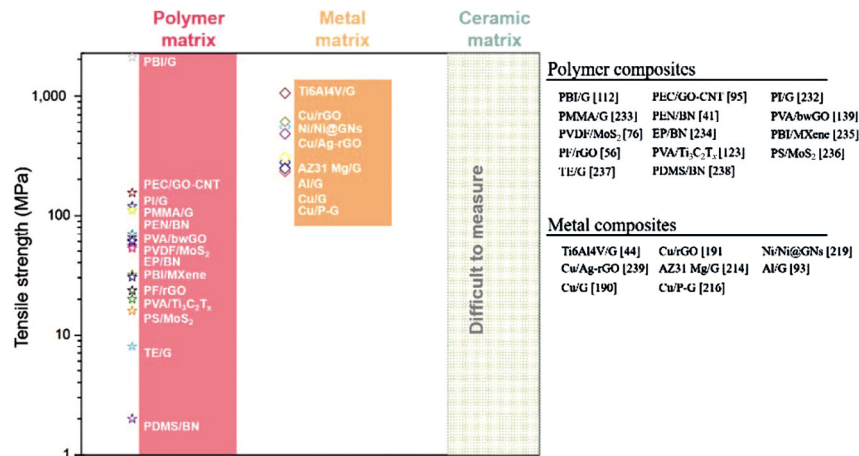 Polymer matrix
Metal matrix
Ceramic matrix
Tensile strength (MPa)
1,000
100
10
1
PBI/G
PEC/GO-CNT
PI/G
PMMA/G
PEN/BN
PVA/bwGO
PVDF/MoS₂
EP/BN
PBI/MXene
PF/rGO
PVA/Ti₃C₂Tₓ
PS/MoS₂
TE/G
PDMS/BN
Ti6Al4V/G
Cu/rGO
Ni/Ni@GNs
Cu/Ag-rGO
AZ31 Mg/G
Al/G
Cu/G
Cu/P-G
Difficult to measure
Polymer composites
PBI/G [112] PEC/GO-CNT [95] PI/G [232]
PMMA/G [233] PEN/BN [41] PVA/bwGO [139]
PVDF/MoS₂ [76] EP/BN [234] PBI/MXene [235]
PF/rGO [56] PVA/Ti₃C₂Tₓ [123] PS/MoS₂ [236]
TE/G [237] PDMS/BN [238]
Metal composites
Ti6Al4V/G [44] Cu/rGO [191 Ni/Ni@GNs [219]
Cu/Ag-rGO [239] AZ31 Mg/G [214] Al/G [93]
Cu/G [190] Cu/P-G [216]